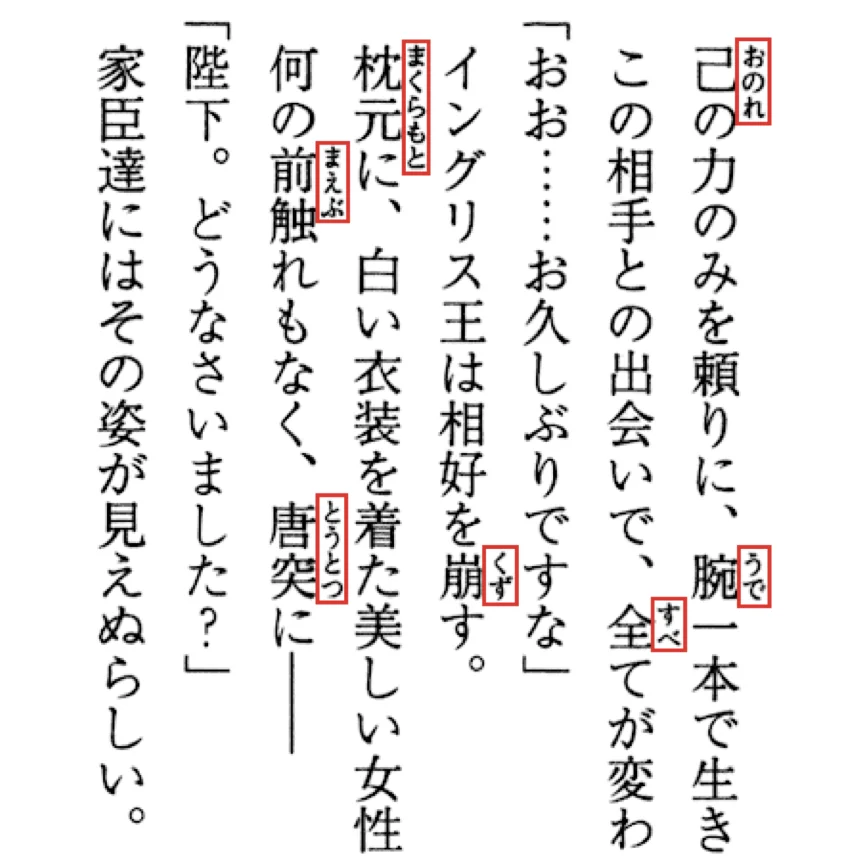 己の力のみを頼りに、腕一本で生き
おのれ
うで
この相手との出会いで、全てが変わ
すべ
「おお……お久しぶりですな」
イングリス王は相好を崩す。
くず
枕元に、白い衣装を着た美しい女性
まくらもと
何の前触れもなく、唐突に――
まえぶ
とうとつ
「陛下。どうなさいました？」
家臣達にはその姿が見えぬらしい。